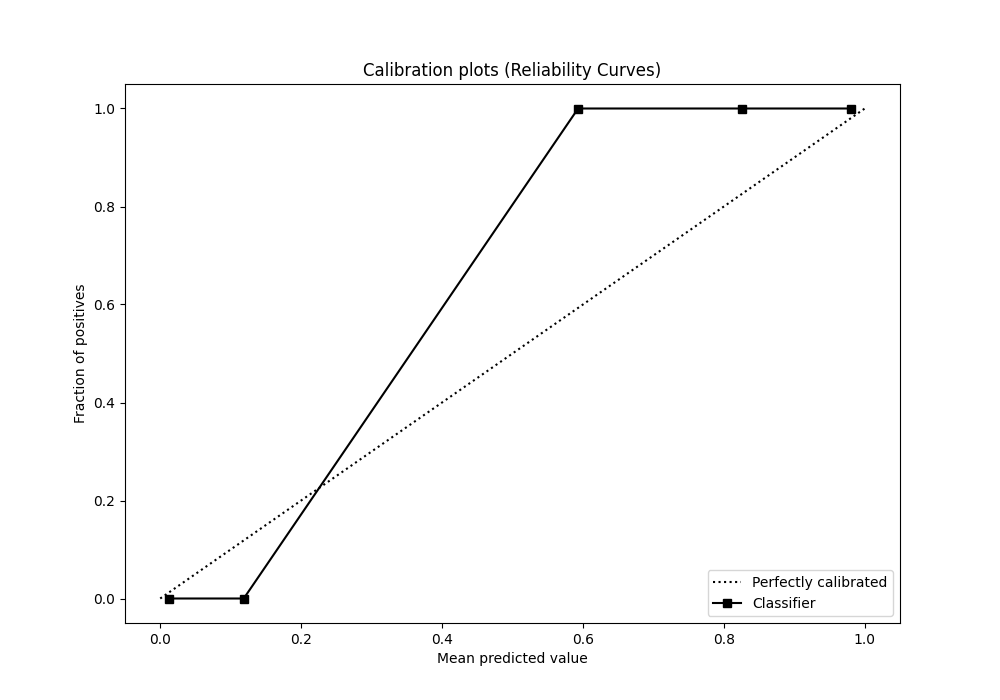 Calibration plots (Reliability Curves)
1.0
0.8
0.6
0.4
0.2
0.0
Fraction of positives
0.0 0.2 0.4 0.6 0.8 1.0
Mean predicted value
Perfectly calibrated
Classifier